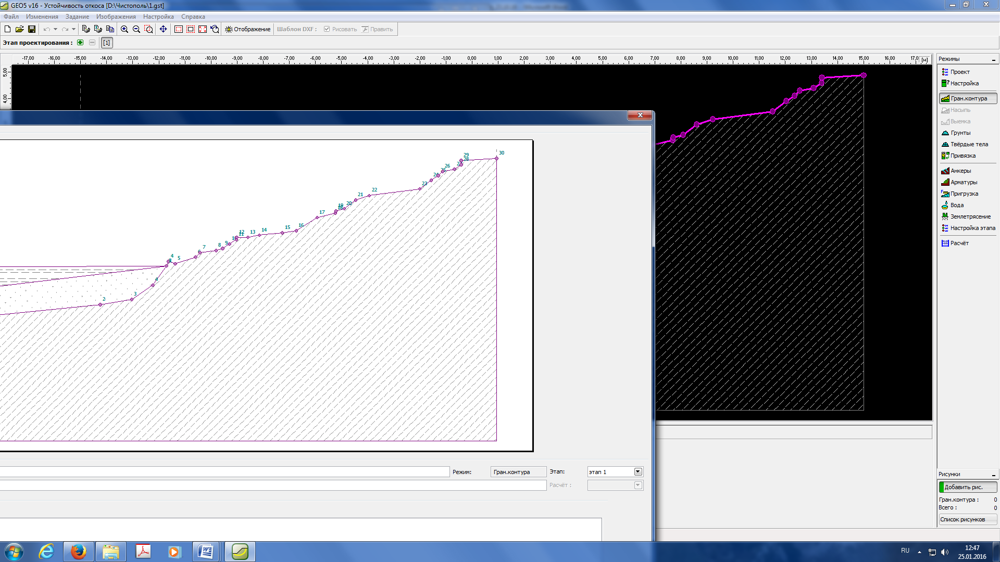 GEO5 v16 - Устойчивость откоса [D:\Чистополь\1.gst]
Файл Изменения Задание Изображения Настройка Справка
Отображение Шаблон DXF : Рисовать Править
Этап проектирования : [1]
-17,00 -15,00 -14,00 -13,00 -12,00 -11,00 -10,00 -9,00 -8,00 -7,00 -6,00 -5,00 -4,00 -3,00 -2,00 -1,00 0,00 1,00 2,00 3,00 4,00 5,00 6,00 7,00 8,00 9,00 10,00 11,00 12,00 13,00 14,00 15,00 16,00 17,0 [м]
5,00
4,00
Режимы
Проект
Настройка
Гран.контура
Насыпь
Выемка
Грунты
Твёрдые тела
Привязка
Анкеры
Арматуры
Пригрузка
Вода
Землетрясение
Настройка этапа
Расчёт
29 30
28
26
25
24
23
22
21
20
19
17
16
15
14
13
12
11
9
8
7
6
5
4
4
3
2
Режим: Гран.контура Этап: этап 1
Расчёт :
Рисунки
Добавить рис.
Гран.контура : 0
Всего : 0
Список рисунков
RU 12:47
25.01.2016